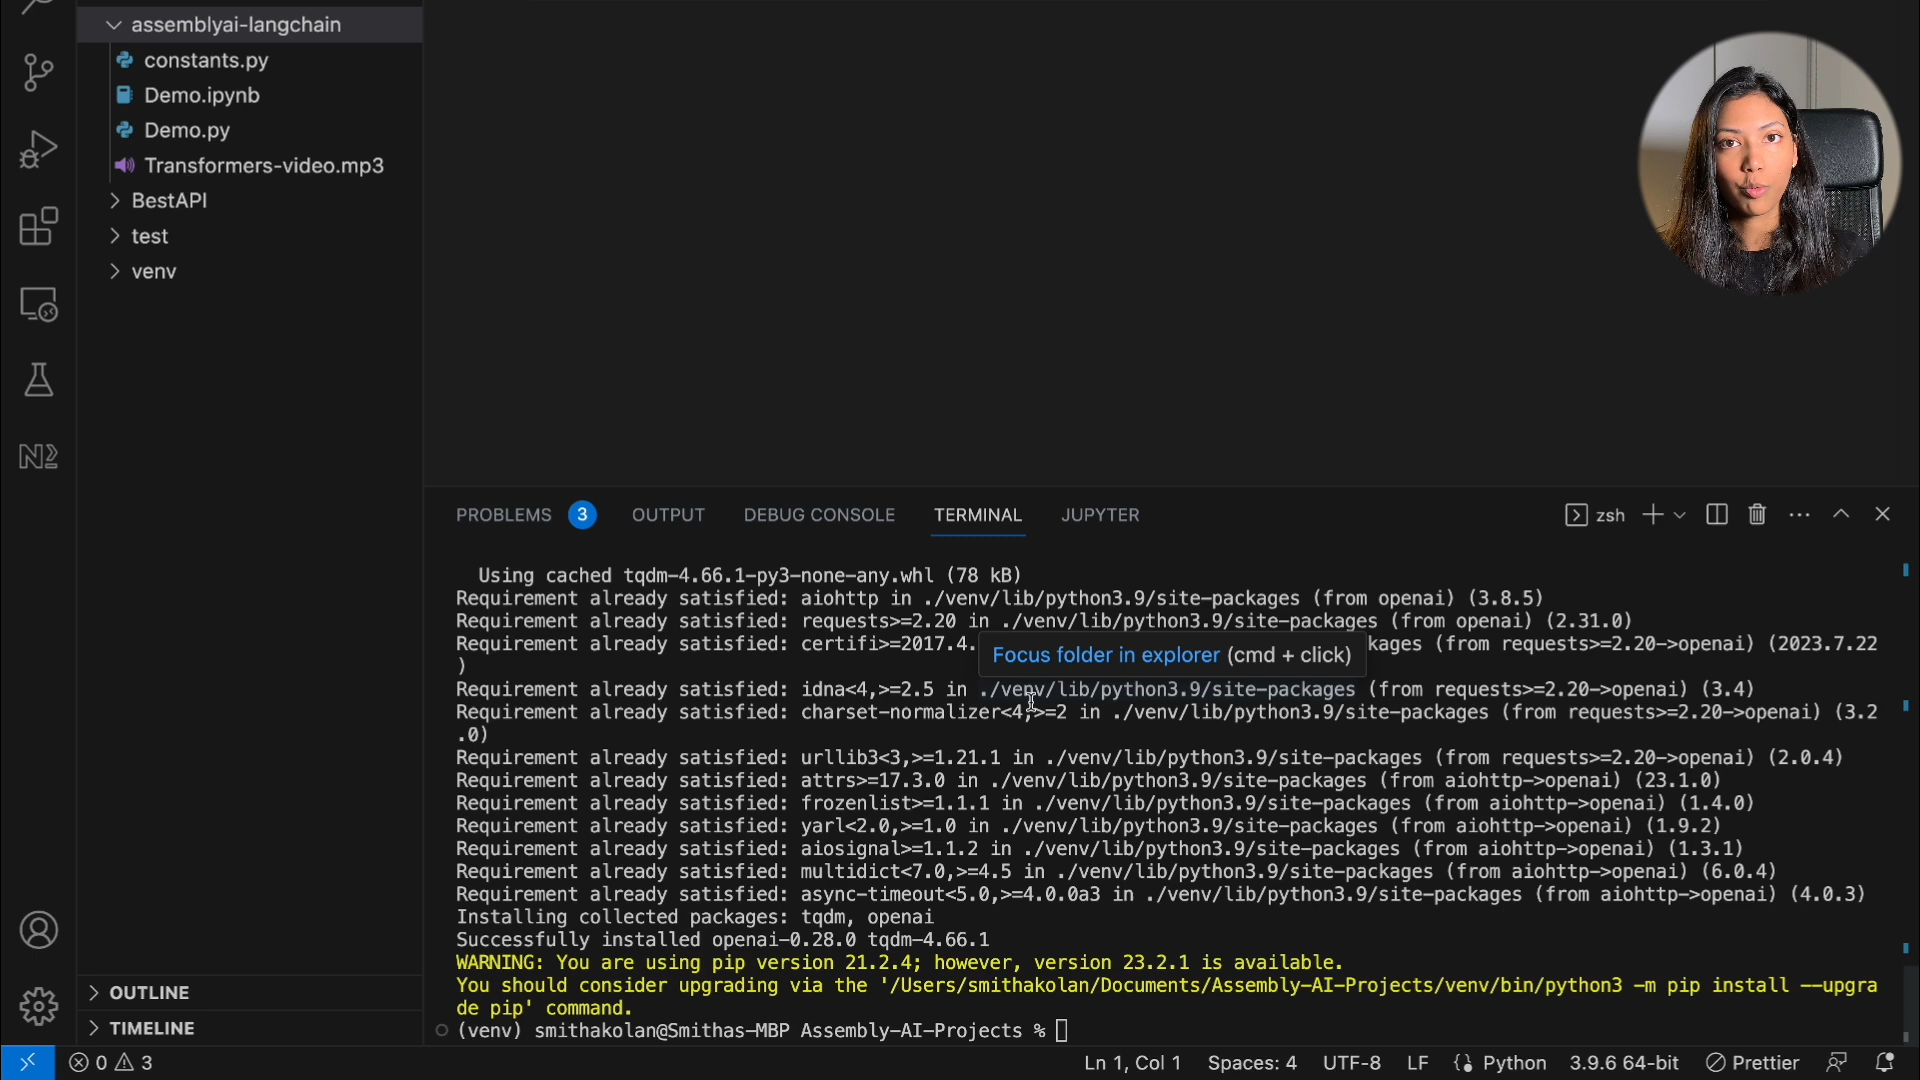 assemblyai-langchain
constants.py
Demo.ipynb
Demo.py
Transformers-video.mp3
BestAPI
test
venv
OUTLINE
TIMELINE
PROBLEMS 3 OUTPUT DEBUG CONSOLE TERMINAL JUPYTER zsh
Using cached tqdm-4.66.1-py3-none-any.whl (78 kB)
Requirement already satisfied: aiohttp in ./venv/lib/python3.9/site-packages (from openai) (3.8.5)
Requirement already satisfied: requests>=2.20 in ./venv/lib/python3.9/site-packages (from openai) (2.31.0)
Requirement already satisfied: certifi>=2017.4. kages (from requests>=2.20->openai) (2023.7.22
)
Focus folder in explorer (cmd + click)
Requirement already satisfied: idna<4,>=2.5 in ./venv/lib/python3.9/site-packages (from requests>=2.20->openai) (3.4)
Requirement already satisfied: charset-normalizer<4,>=2 in ./venv/lib/python3.9/site-packages (from requests>=2.20->openai) (3.2
.0)
Requirement already satisfied: urllib3<3,>=1.21.1 in ./venv/lib/python3.9/site-packages (from requests>=2.20->openai) (2.0.4)
Requirement already satisfied: attrs>=17.3.0 in ./venv/lib/python3.9/site-packages (from aiohttp->openai) (23.1.0)
Requirement already satisfied: frozenlist>=1.1.1 in ./venv/lib/python3.9/site-packages (from aiohttp->openai) (1.4.0)
Requirement already satisfied: yarl<2.0,>=1.0 in ./venv/lib/python3.9/site-packages (from aiohttp->openai) (1.9.2)
Requirement already satisfied: aiosignal>=1.1.2 in ./venv/lib/python3.9/site-packages (from aiohttp->openai) (1.3.1)
Requirement already satisfied: multidict<7.0,>=4.5 in ./venv/lib/python3.9/site-packages (from aiohttp->openai) (6.0.4)
Requirement already satisfied: async-timeout<5.0,>=4.0.0a3 in ./venv/lib/python3.9/site-packages (from aiohttp->openai) (4.0.3)
Installing collected packages: tqdm, openai
Successfully installed openai-0.28.0 tqdm-4.66.1
WARNING: You are using pip version 21.2.4; however, version 23.2.1 is available.
You should consider upgrading via the '/Users/smithakolan/Documents/Assembly-AI-Projects/venv/bin/python3 -m pip install --upgra
de pip' command.
(venv) smithakolan@Smithas-MBP Assembly-AI-Projects %
0 3 Ln 1, Col 1 Spaces: 4 UTF-8 LF Python 3.9.6 64-bit Prettier